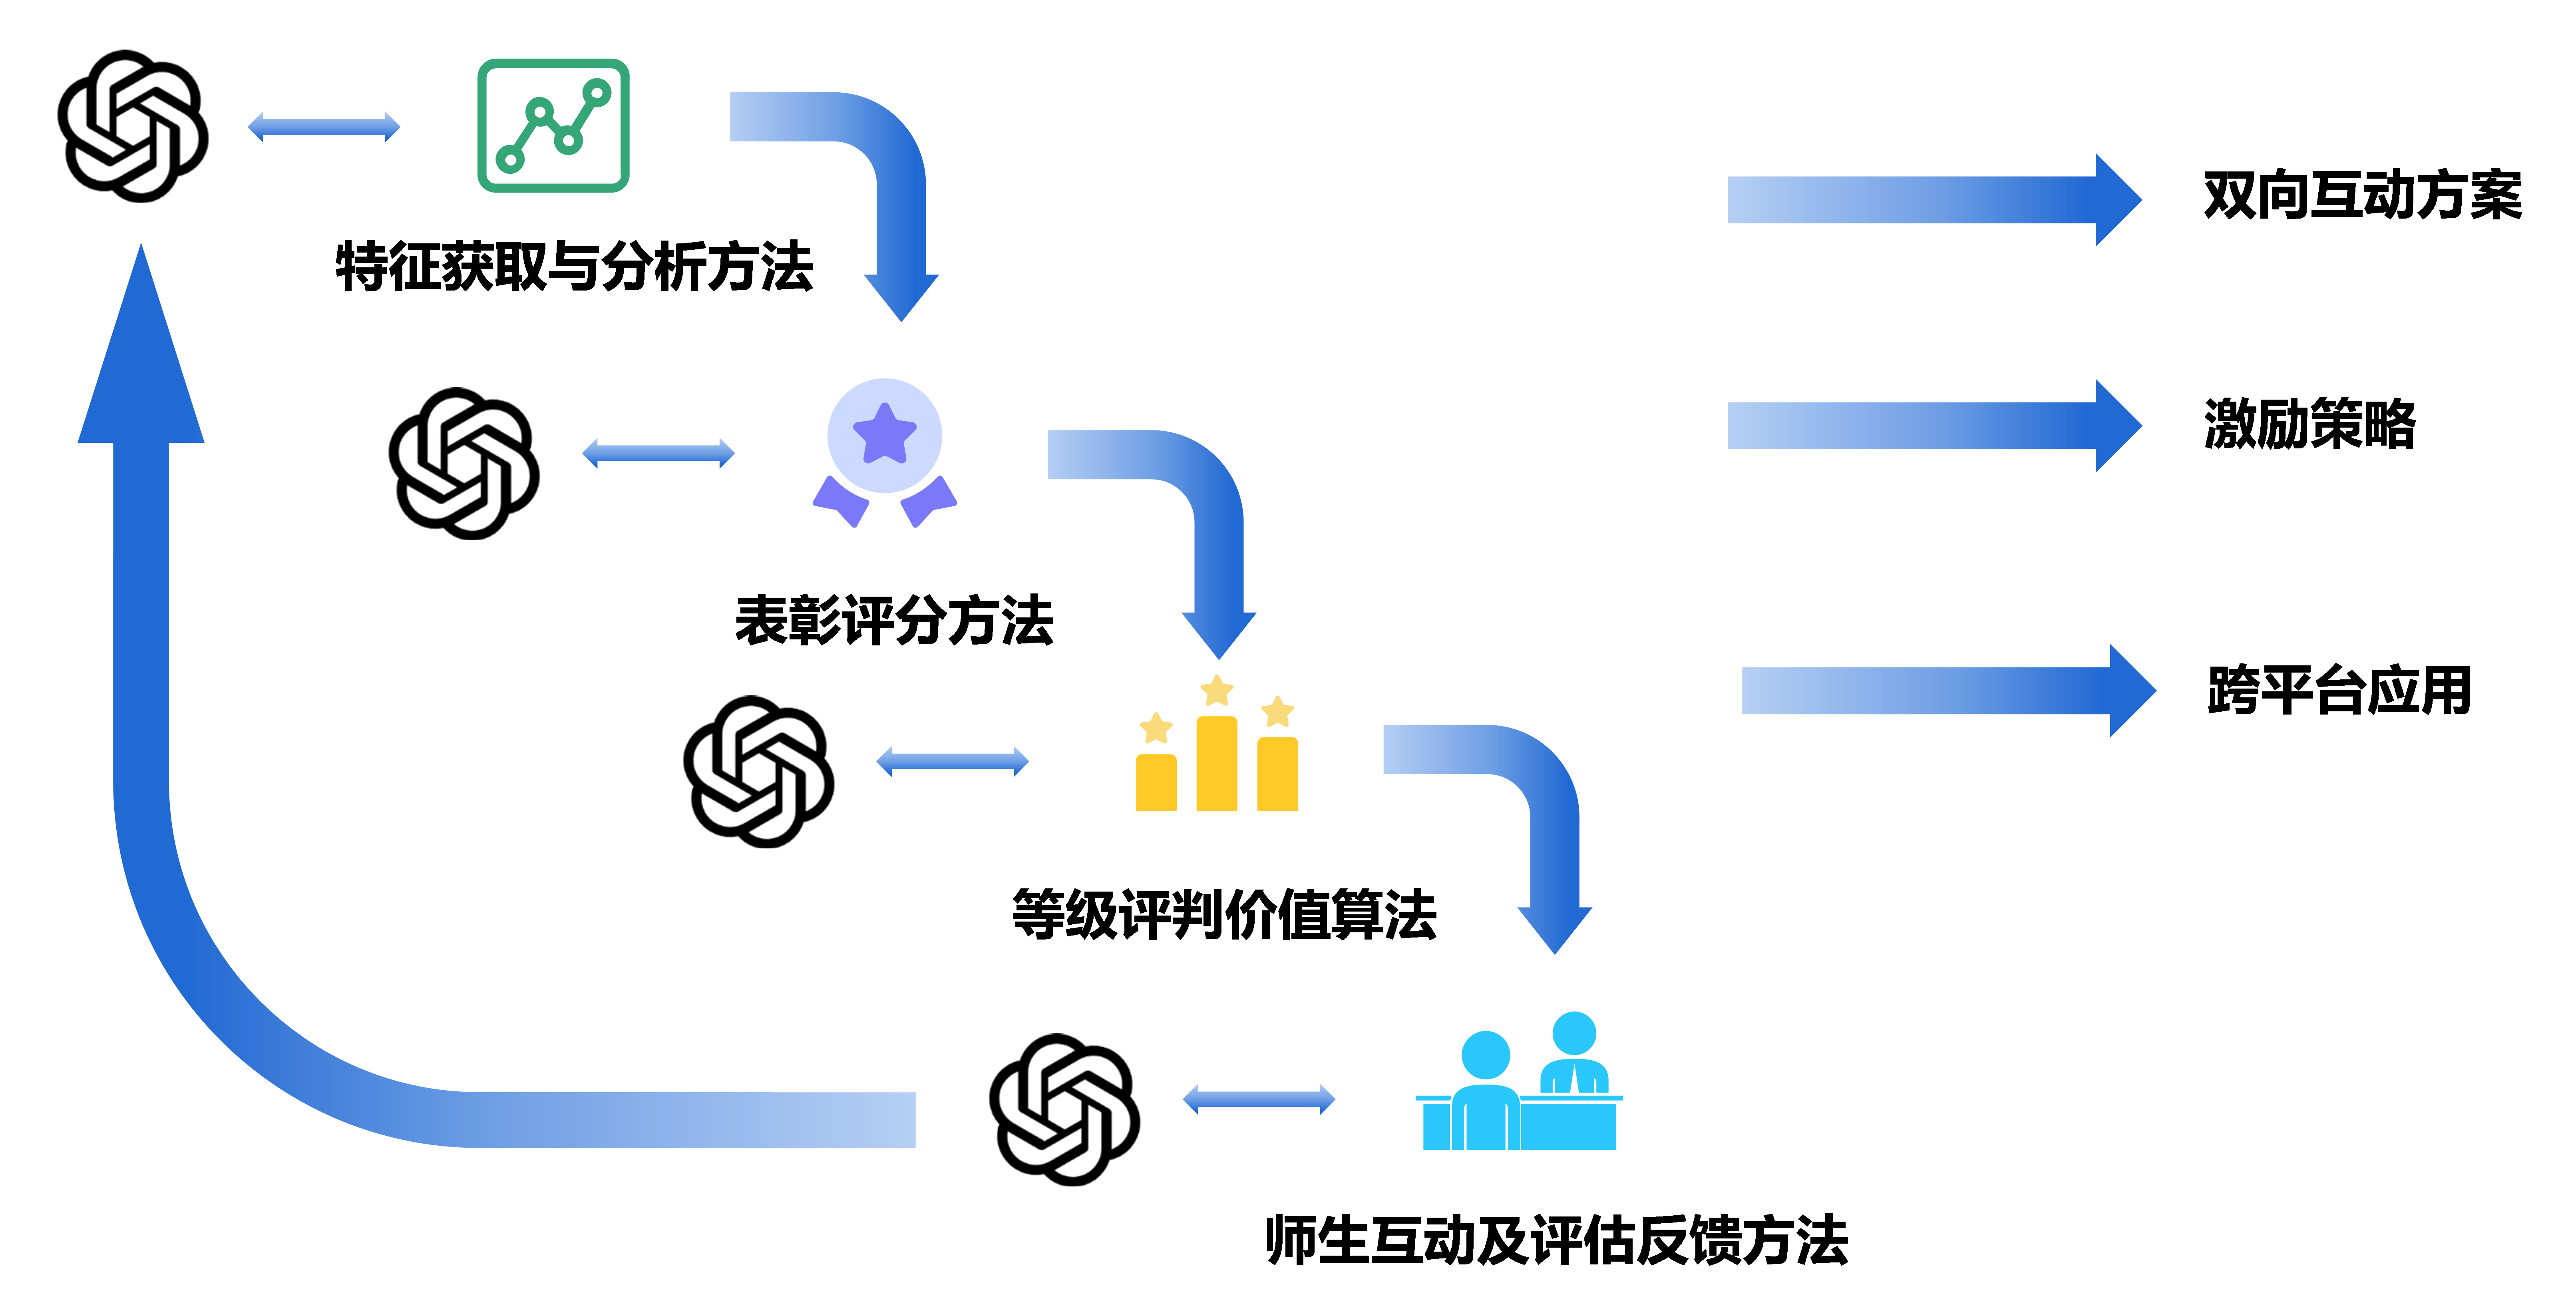 双向互动方案
特征获取与分析方法
激励策略
表彰评分方法
跨平台应用
等级评判价值算法
师生互动及评估反馈方法